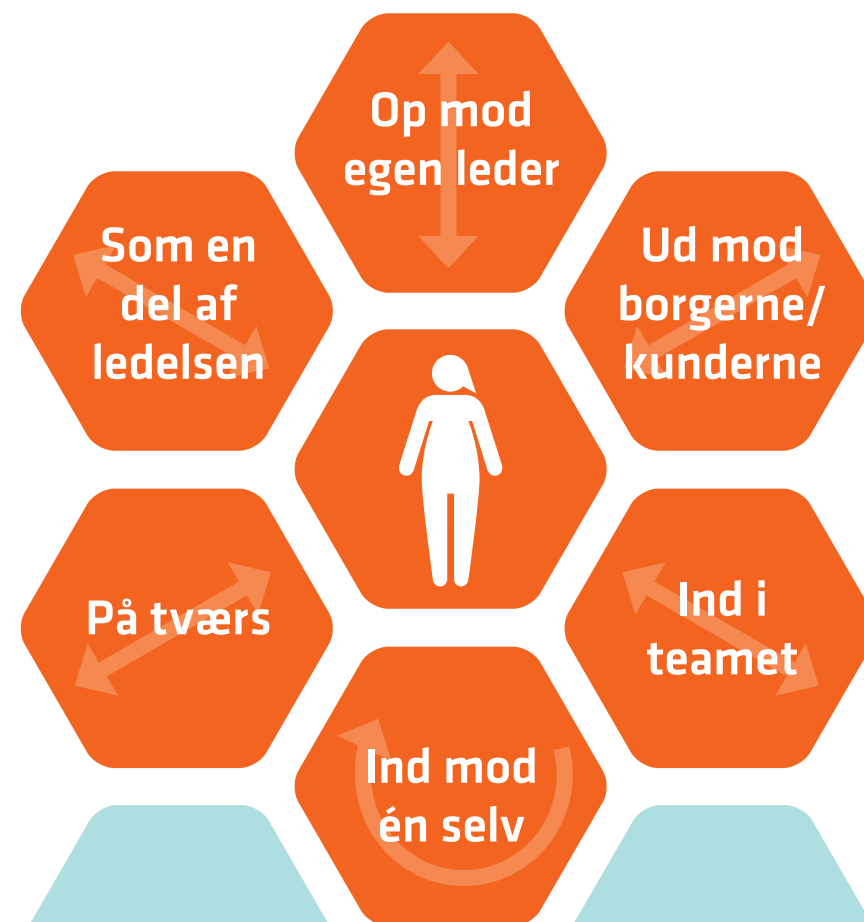 Op mod
egen leder
Som en
del af
ledelsen
Ud mod
borgerne/
kunderne
På tværs
Ind i
teamet
Ind mod
én selv